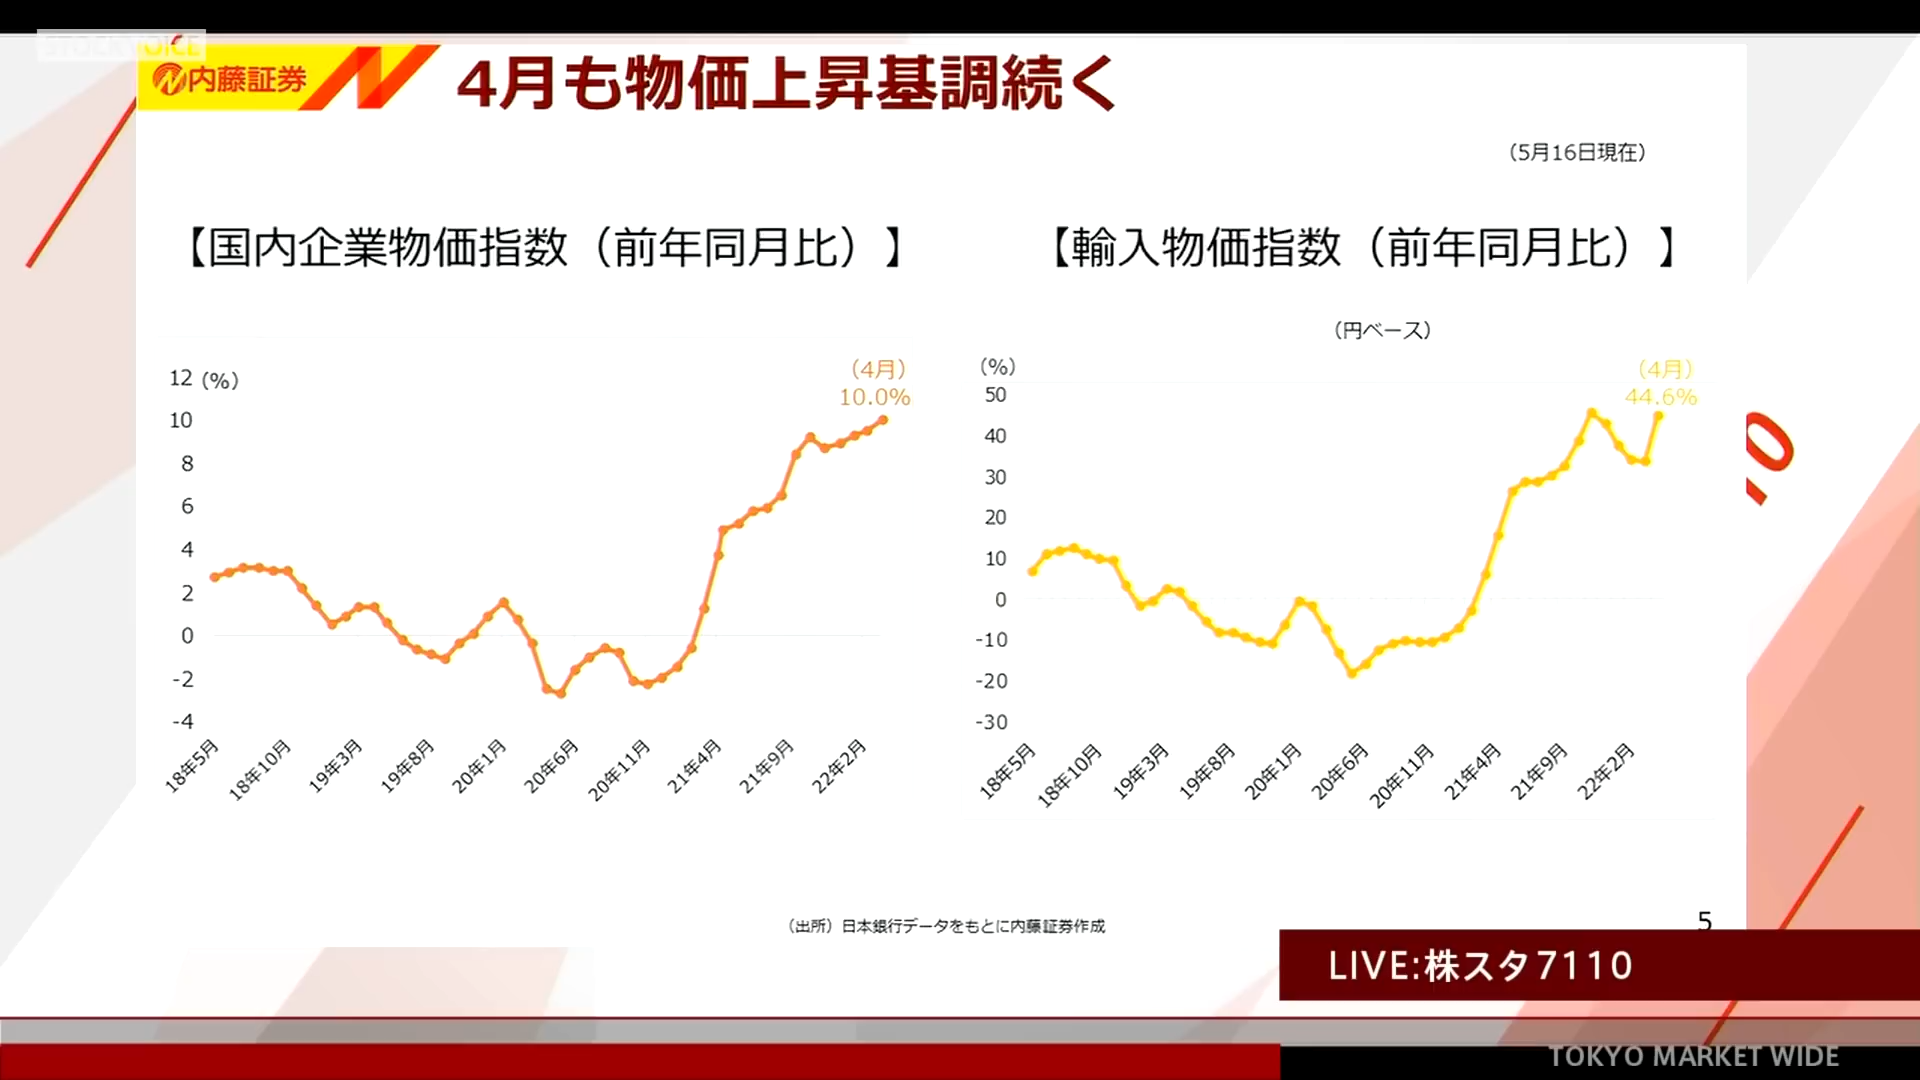 STOCKVOICE
内藤証券
4月も物価上昇基調続く
（5月16日現在）
【国内企業物価指数（前年同月比）】
【輸入物価指数（前年同月比）】
（円ベース）
（%）
（4月）
10.0%
12
10
8
6
4
2
0
-2
-4
18年5月
18年10月
19年3月
19年8月
20年1月
20年6月
20年11月
21年4月
21年9月
22年2月
（%）
（4月）
44.6%
50
40
30
20
10
0
-10
-20
-30
18年5月
18年10月
19年3月
19年8月
20年1月
20年6月
20年11月
21年4月
21年9月
22年2月
10
（出所）日本銀行データをもとに内藤証券作成
5
LIVE:株スタ7110
TOKYO MARKET WIDE